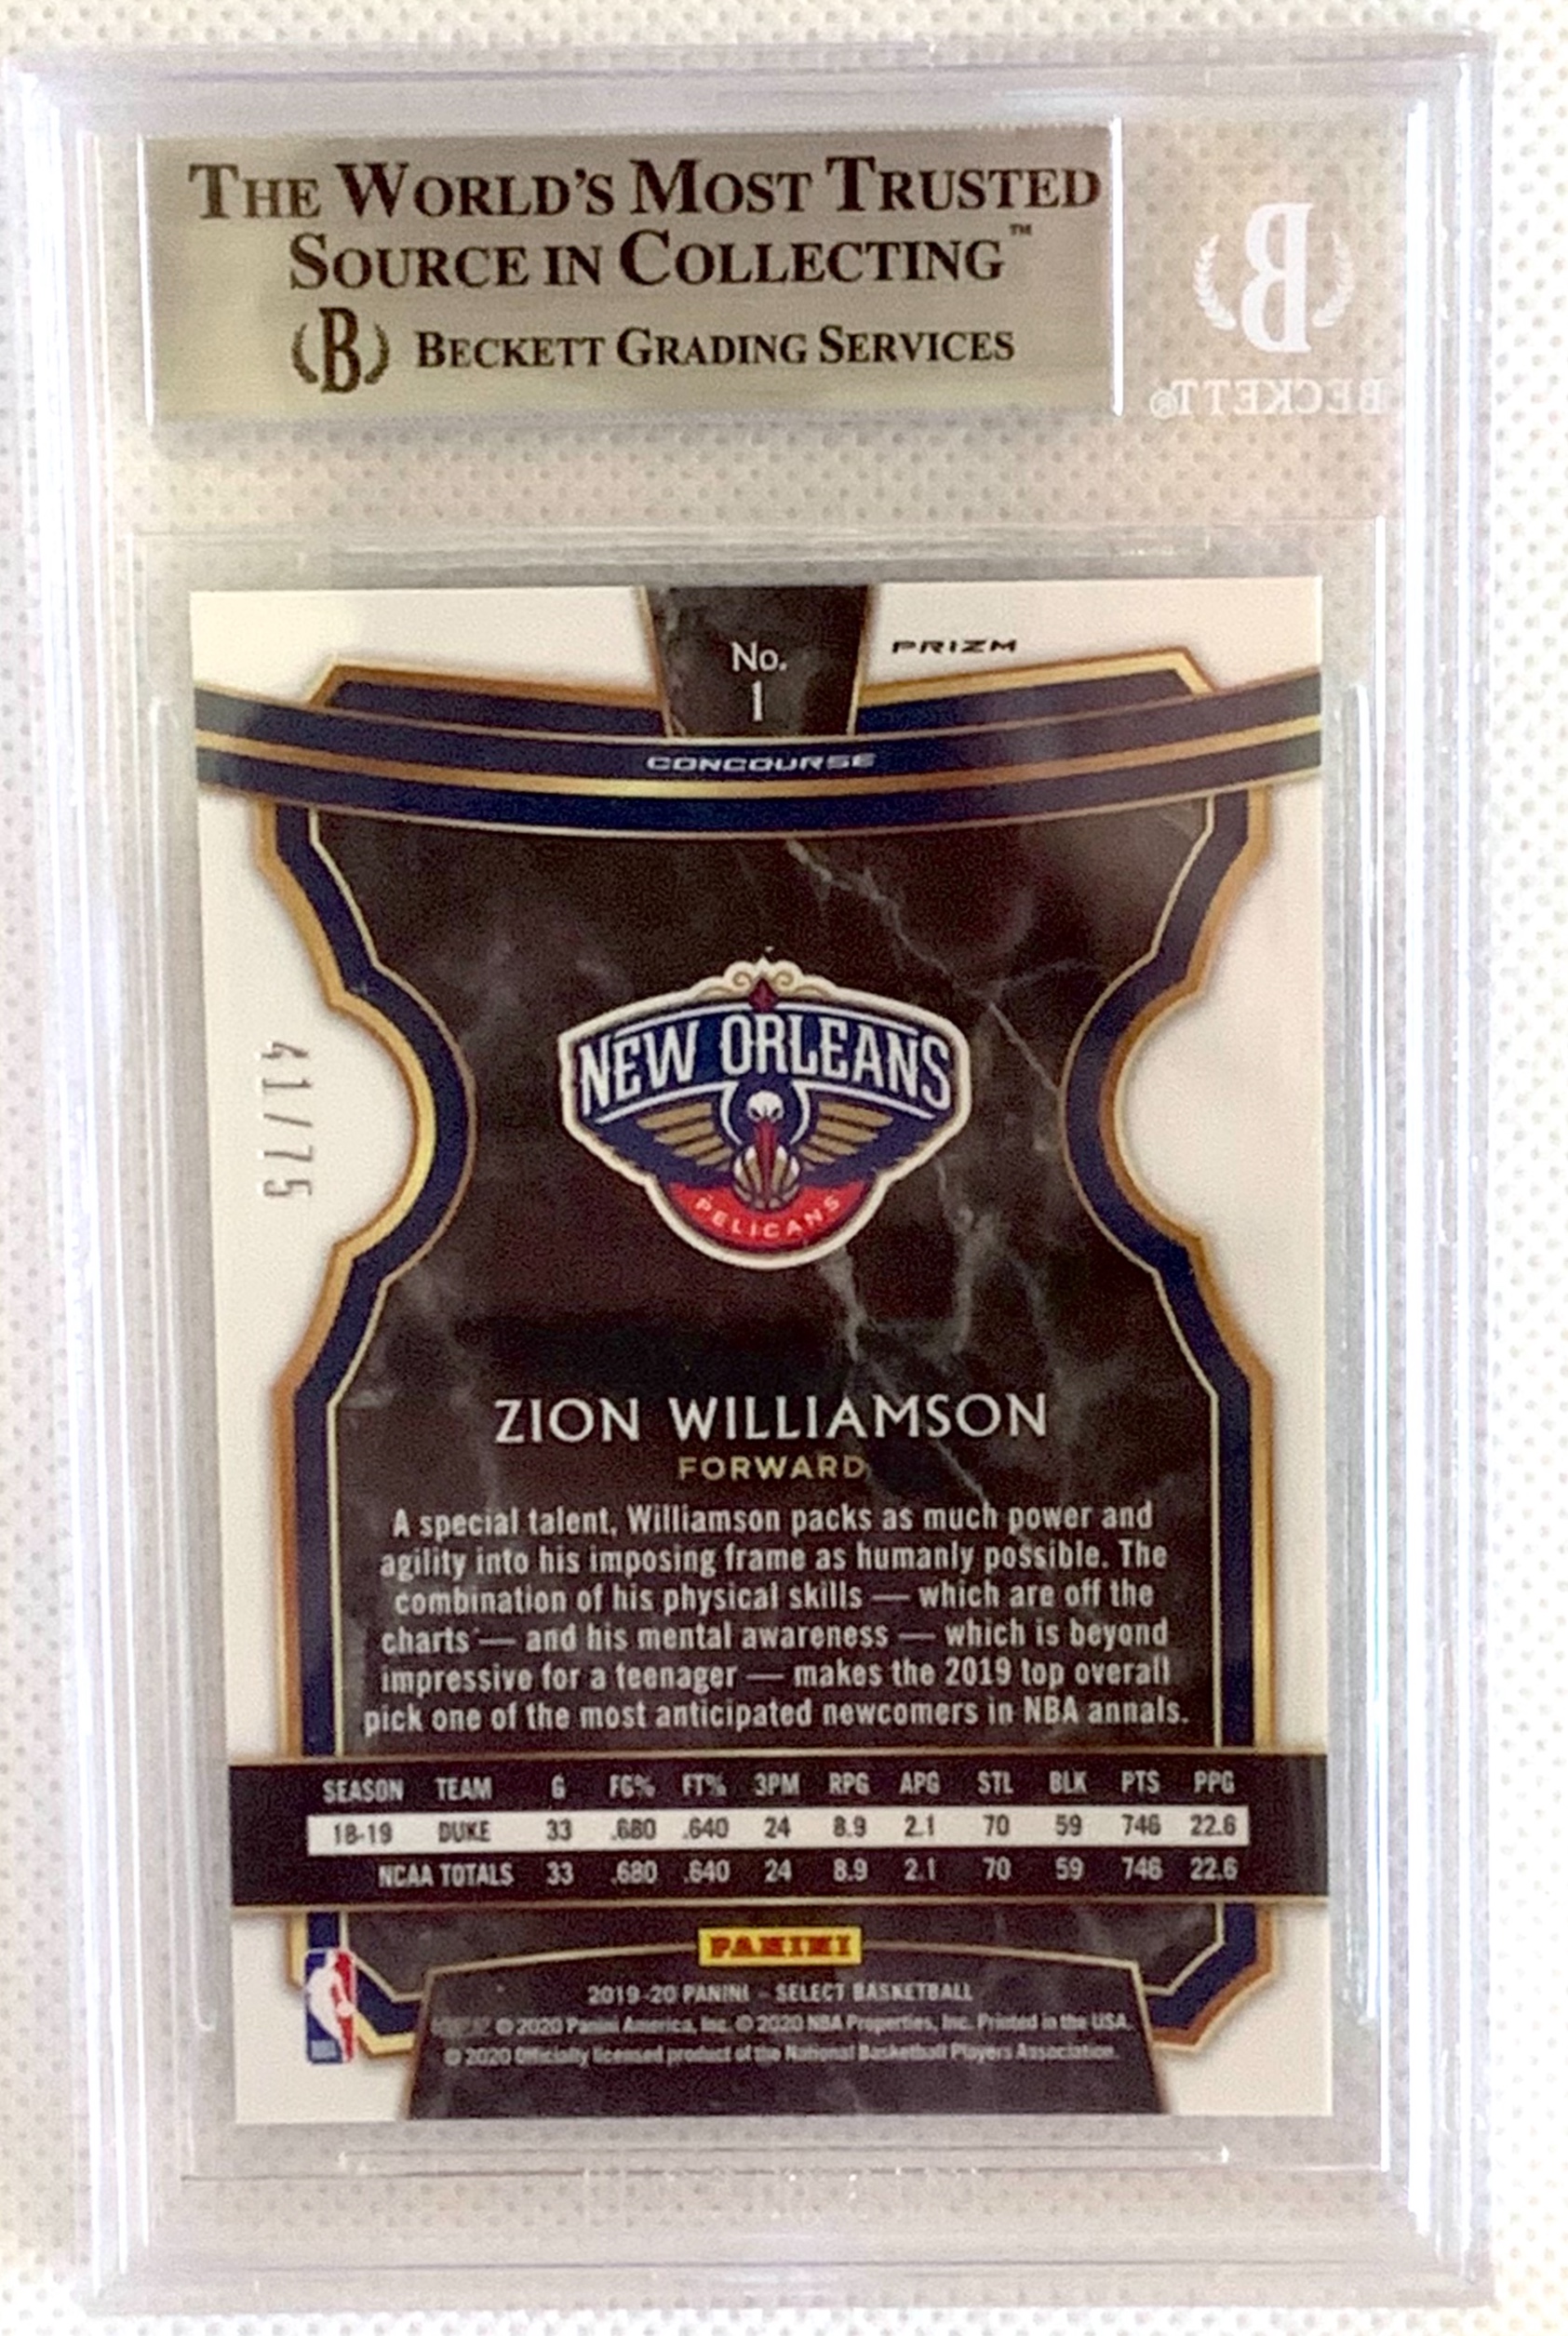 THE WORLD'S MOST TRUSTED
SOURCE IN COLLECTING™
B BECKETT GRADING SERVICES
B
BECKETT®
No.
1
PRIZM
CONCOURSE
41/75
NEW ORLEANS
PELICANS
ZION WILLIAMSON
FORWARD
A special talent, Williamson packs as much power and
agility into his imposing frame as humanly possible. The
combination of his physical skills — which are off the
charts — and his mental awareness — which is beyond
impressive for a teenager — makes the 2019 top overall
pick one of the most anticipated newcomers in NBA annals.
SEASON TEAM G FG% FT% 3PM RPG APG STL BLK PTS PPG
18-19 DUKE 33 .680 .640 24 8.9 2.1 70 59 746 22.6
NCAA TOTALS 33 .680 .640 24 8.9 2.1 70 59 746 22.6
PANINI
2019-20 PANINI - SELECT BASKETBALL
© 2020 Panini America, Inc. © 2020 NBA Properties, Inc. Printed in the USA.
© 2020 Officially licensed product of the National Basketball Players Association.